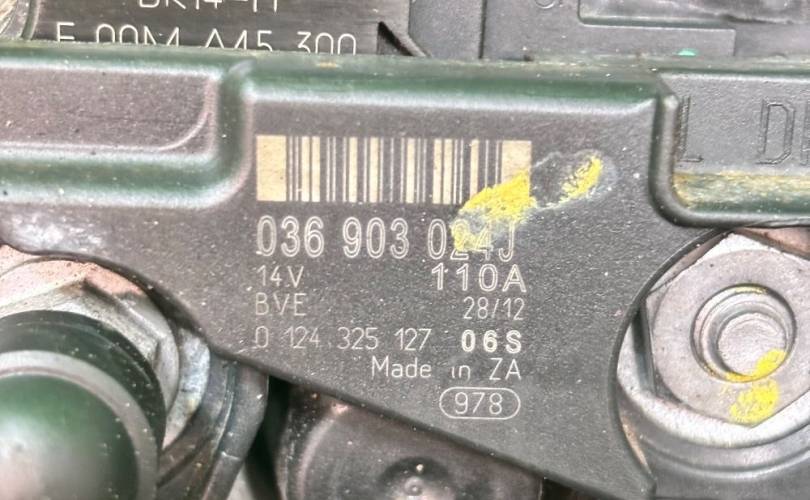 F 00M A45 300
L D
036 903 024J
14V 110A
BVE 28/12
0 124 325 127 06S
Made in ZA
978